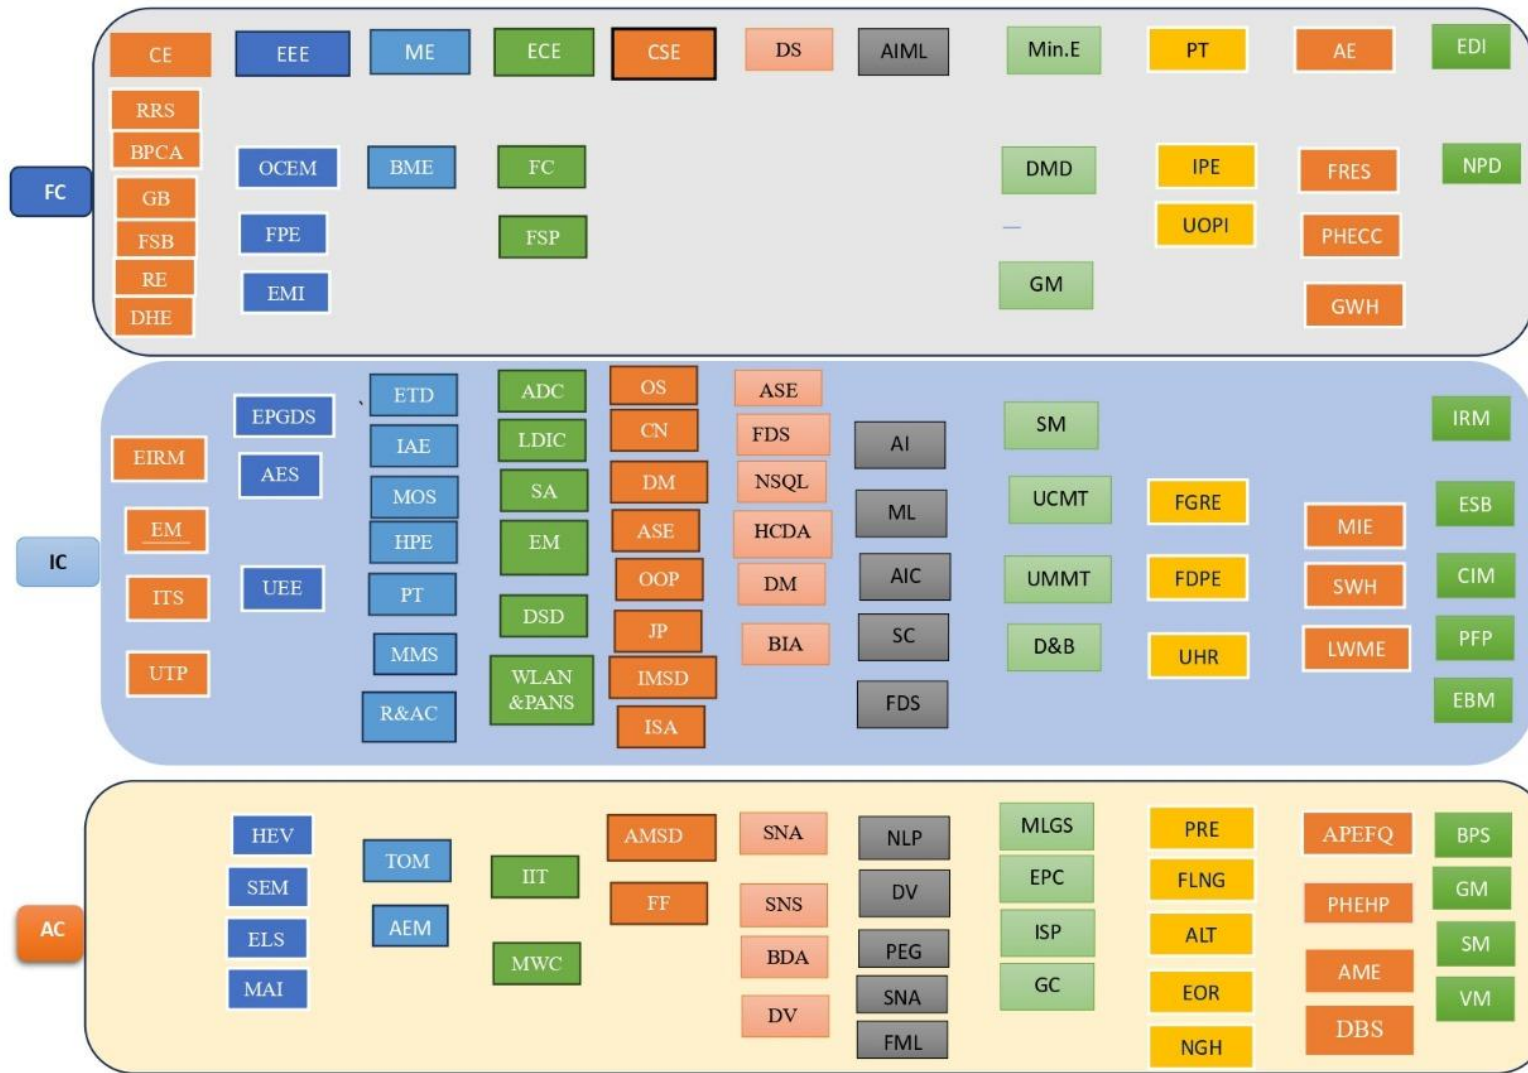 CE
EEE
ME
ECE
CSE
DS
AIML
Min.E
PT
AE
EDI
FC
RRS
BPCA
GB
FSB
RE
DHE
OCEM
FPE
EMI
BME
FC
FSP
DMD
GM
IPE
UOPI
FRES
PHECC
GWH
NPD
IC
EIRM
EM
ITS
UTP
EPGDS
AES
UEE
ETD
IAE
MOS
HPE
PT
MMS
R&AC
ADC
LDIC
SA
EM
DSD
WLAN
&PANS
OS
CN
DM
ASE
OOP
JP
IMSD
ISA
ASE
FDS
NSQL
HCDA
DM
BIA
AI
ML
AIC
SC
FDS
SM
UCMT
UMMT
D&B
FGRE
FDPE
UHR
MIE
SWH
LWME
IRM
ESB
CIM
PFP
EBM
AC
HEV
SEM
ELS
MAI
TOM
AEM
IIT
MWC
AMSD
FF
SNA
SNS
BDA
DV
NLP
DV
PEG
SNA
FML
MLGS
EPC
ISP
GC
PRE
FLNG
ALT
EOR
NGH
APEFQ
PHEHP
AME
DBS
BPS
GM
SM
VM